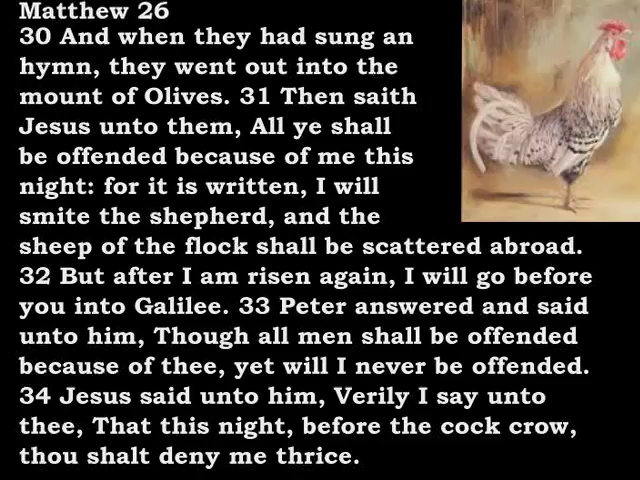 Matthew 26
30 And when they had sung an
hymn, they went out into the
mount of Olives. 31 Then saith
Jesus unto them, All ye shall
be offended because of me this
night: for it is written, I will
smite the shepherd, and the
sheep of the flock shall be scattered abroad.
32 But after I am risen again, I will go before
you into Galilee. 33 Peter answered and said
unto him, Though all men shall be offended
because of thee, yet will I never be offended.
34 Jesus said unto him, Verily I say unto
thee, That this night, before the cock crow,
thou shalt deny me thrice.